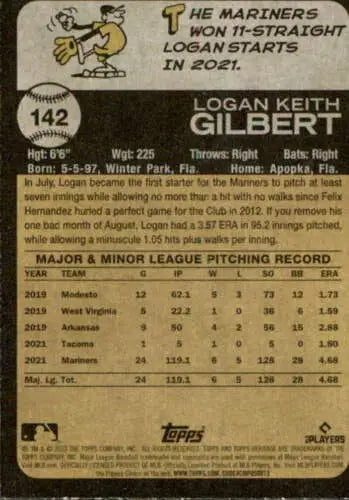 THE MARINERS
WON 11-STRAIGHT
LOGAN STARTS
IN 2021.
142
LOGAN KEITH
GILBERT
Hgt: 6'6" Wgt: 225 Throws: Right Bats: Right
Born: 5-5-97, Winter Park, Fla. Home: Apopka, Fla.
In July, Logan became the first starter for the Mariners to pitch at least
seven innings while allowing no more than a hit with no walks since Felix
Hernandez hurled a perfect game for the Club in 2012. If you remove his
one bad month of August, Logan had a 3.57 ERA in 95.2 innings pitched,
while allowing a minuscule 1.05 hits plus walks per inning.
MAJOR & MINOR LEAGUE PITCHING RECORD
YEAR TEAM G IP W L SO BB ERA
2019 Modesto 12 62.1 5 3 73 12 1.73
2019 West Virginia 5 22.2 1 0 36 6 1.59
2019 Arkansas 9 50 4 2 56 15 2.88
2021 Tacoma 1 5 1 0 5 0 1.80
2021 Mariners 24 119.1 6 5 128 28 4.68
Maj. Lg. Tot. 24 119.1 6 5 128 28 4.68
Topps
PLAYERS